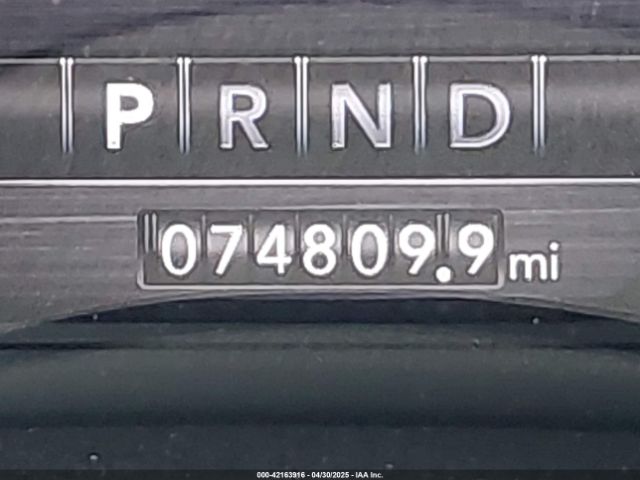 P R N D
074809.9 mi
000-42163916 - 04/30/2025 - IAA Inc.